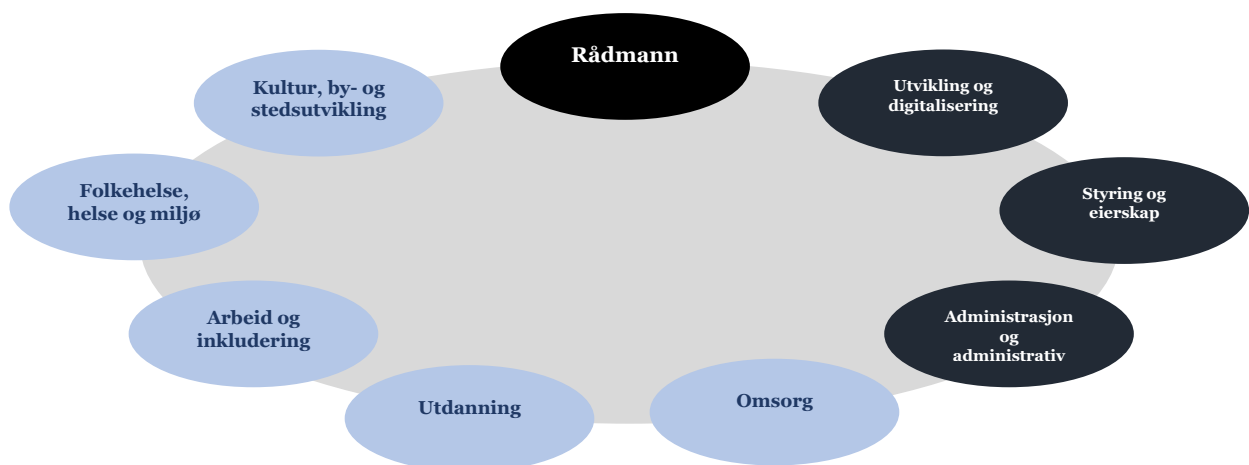 Rådmann
Kultur, by- og
stedsutvikling
Utvikling og
digitalisering
Folkehelse,
helse og miljø
Styring og
eierskap
Arbeid og
inkludering
Administrasjon
og
administrativ
Utdanning
Omsorg